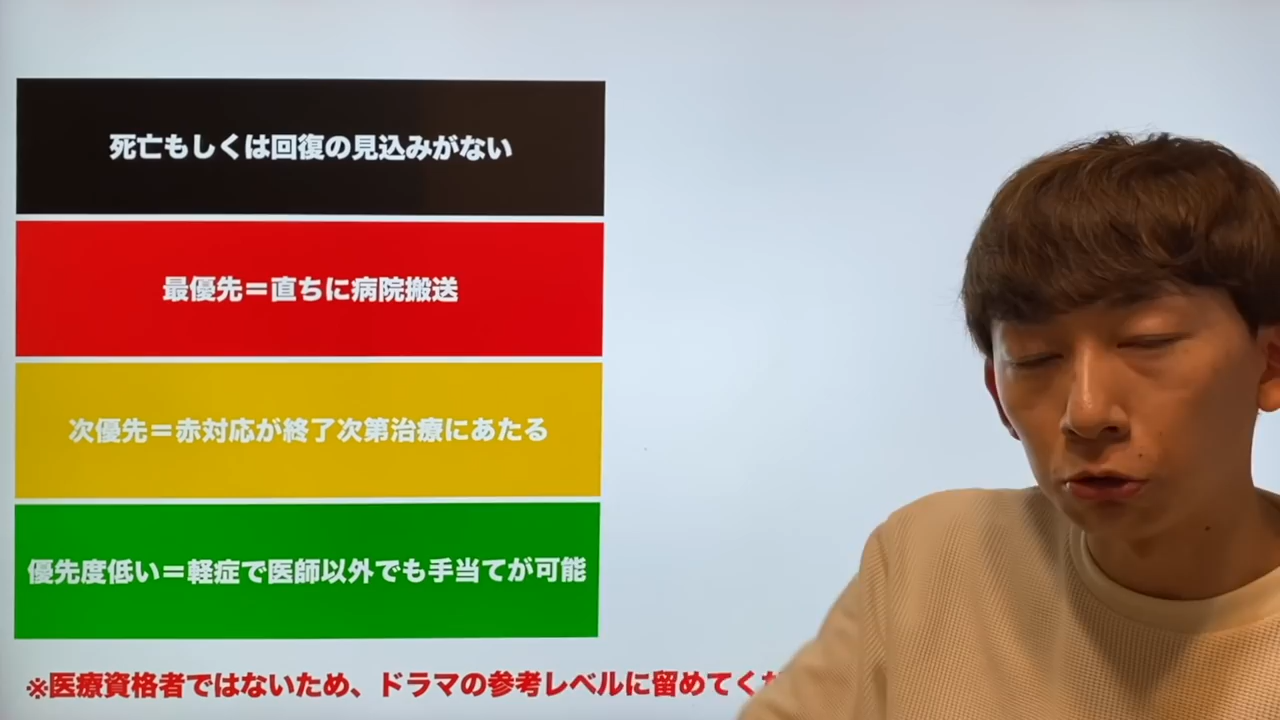 死亡もしくは回復の見込みがない
最優先＝直ちに病院搬送
次優先＝赤対応が終了次第治療にあたる
優先度低い＝軽症で医師以外でも手当てが可能
※医療資格者ではないため、ドラマの参考レベルに留めてく